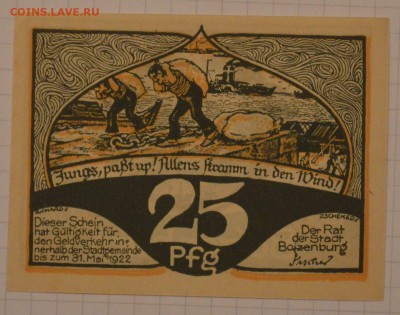 COINS.LAVE.RU
Jungs, paßt up! Allens stramm in den Wind!
25
Pfg
Dieser Schein
hat Gültigkeit für
den Geldverkehr in-
nerhalb der Stadtgemeinde
bis zum 31. Mai 1922
Der Rat
der Stadt
Boizenburg